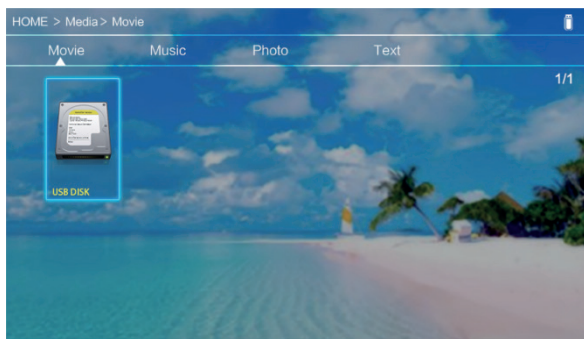 HOME > Media> Movie
Movie Music Photo Text
1/1
USB DISK